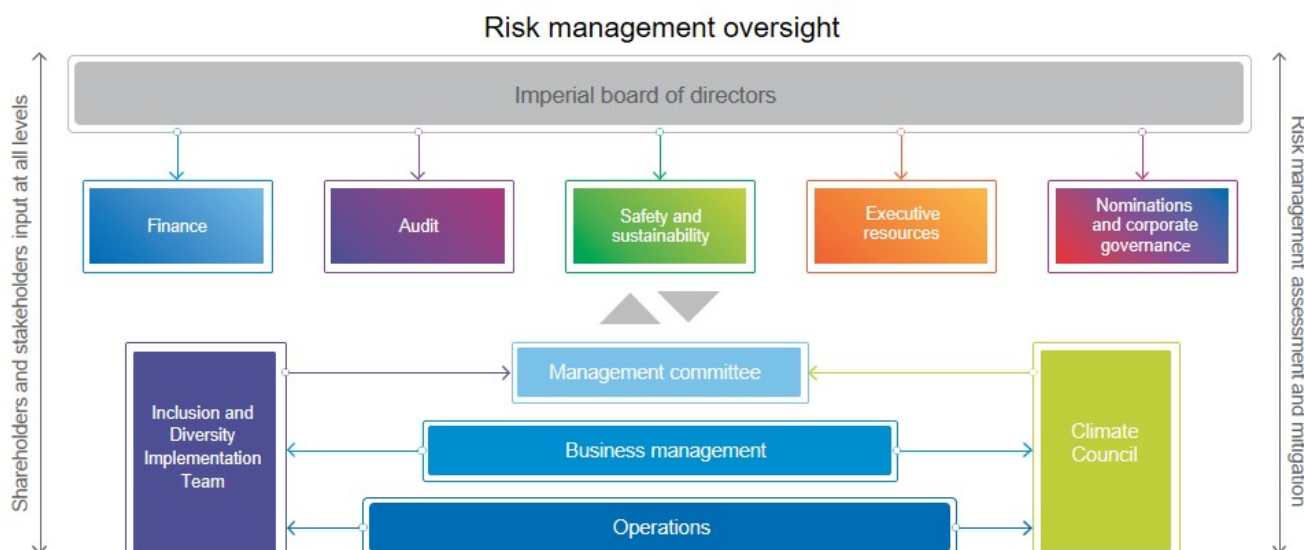 Risk management oversight
Imperial board of directors
Shareholders and stakeholders input at all levels
Risk management assessment and mitigation
Finance
Audit
Safety and
sustainability
Executive
resources
Nominations
and corporate
governance
Management committee
Inclusion and
Diversity
Implementation
Team
Business management
Climate
Council
Operations